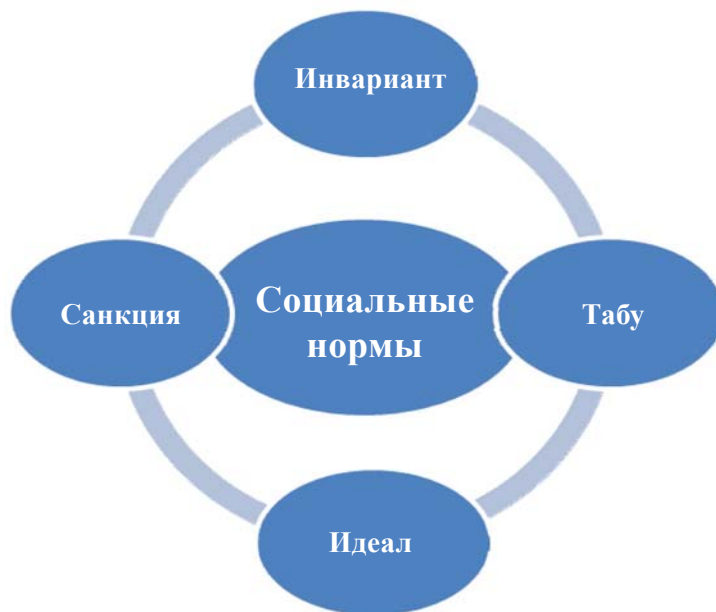 Инвариант
Санкция
Социальные
нормы
Табу
Идеал